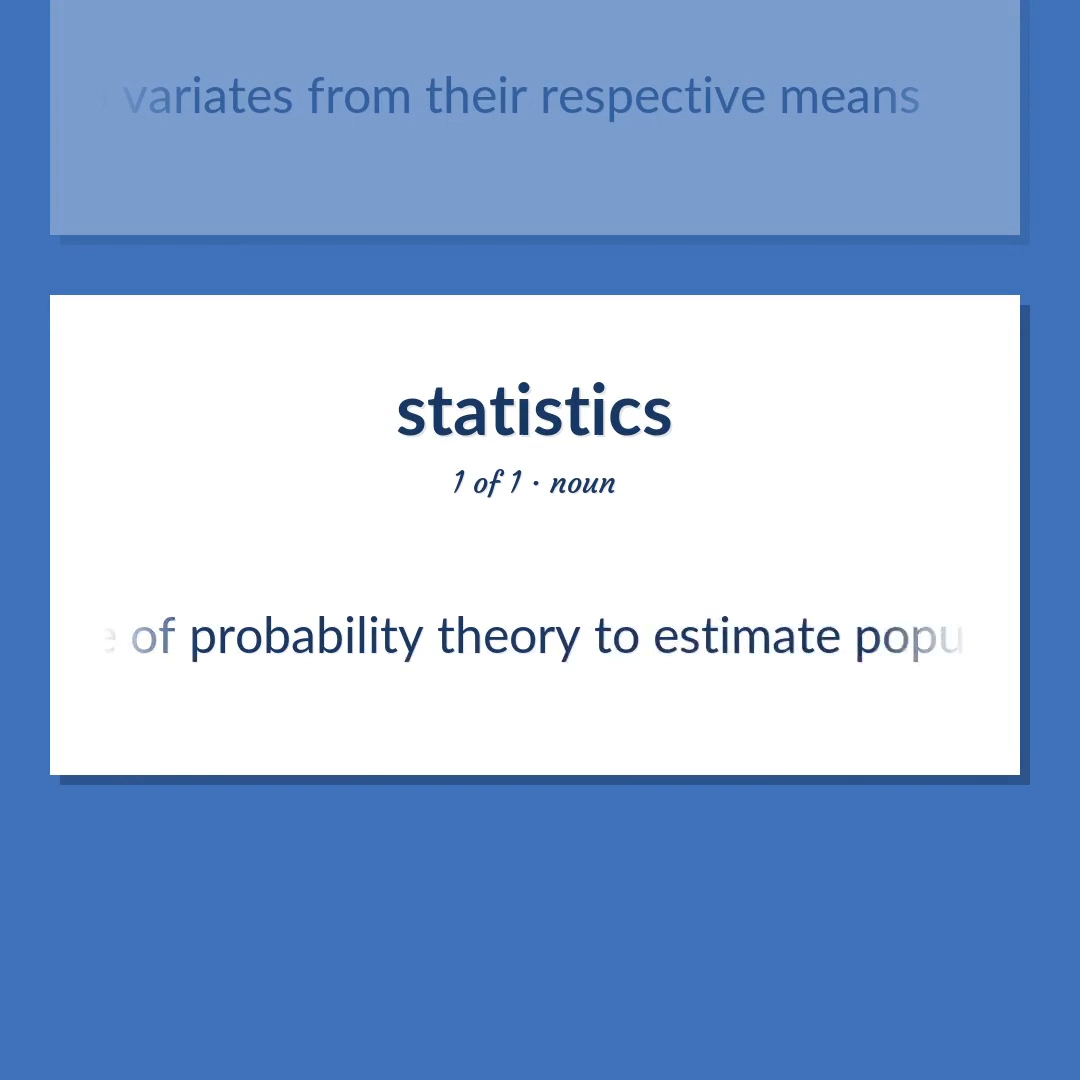 variates from their respective means
statistics
1 of 1 · noun
of probability theory to estimate popu